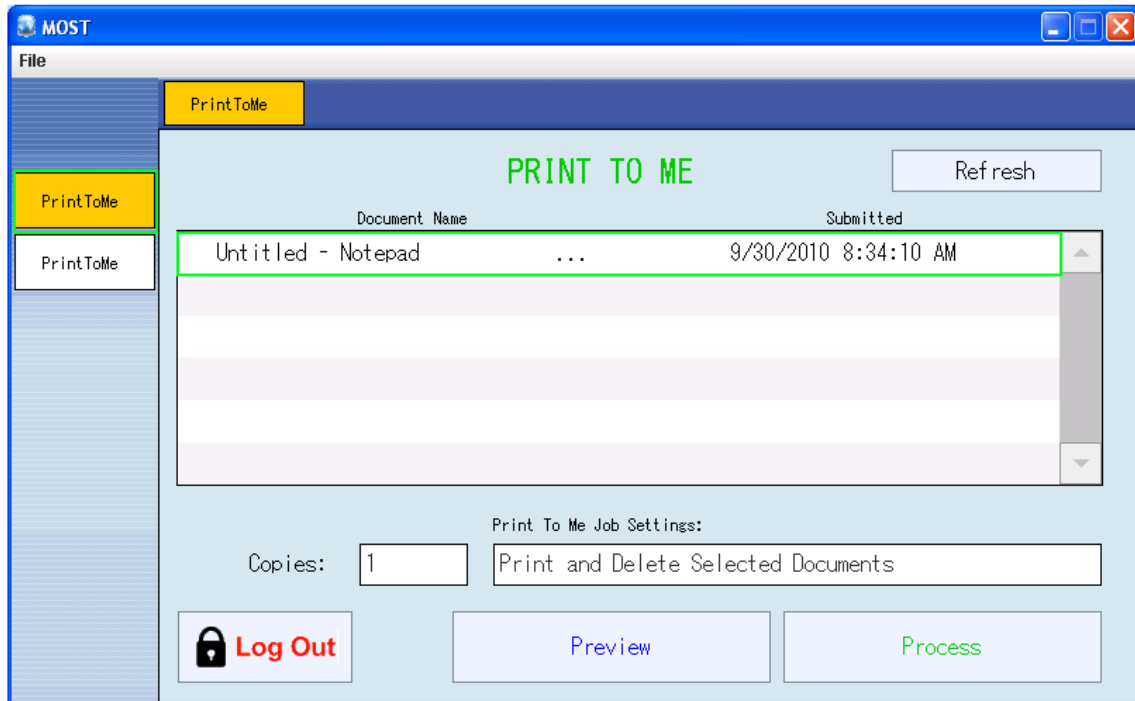 MOST
File
PrintToMe
PRINT TO ME
Refresh
PrintToMe
PrintToMe
Document Name Submitted
Untitled - Notepad ... 9/30/2010 8:34:10 AM
Print To Me Job Settings:
Copies: 1 Print and Delete Selected Documents
Log Out Preview Process